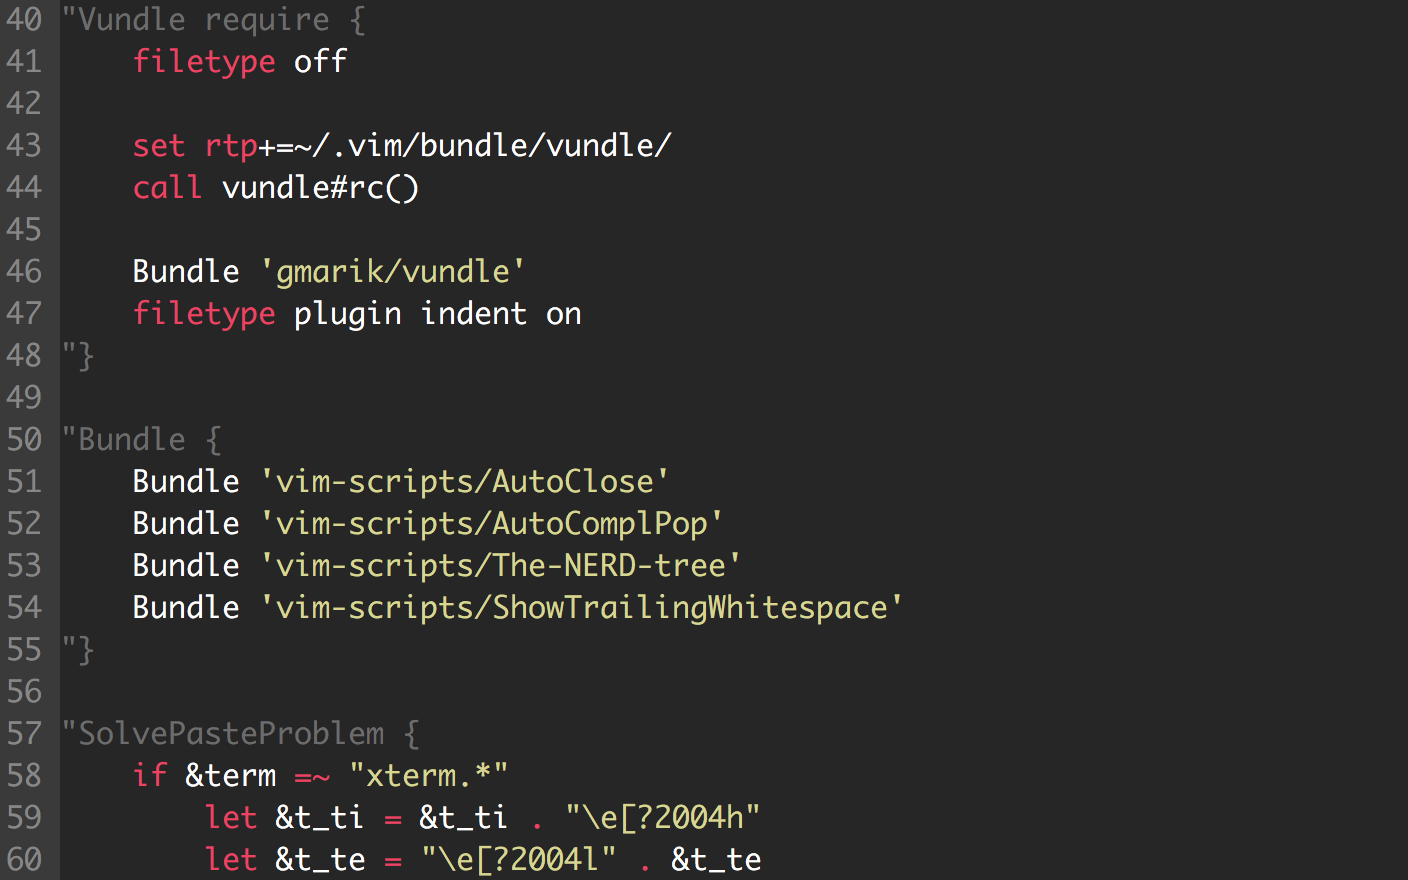 40 "Vundle require {
41     filetype off
42
43     set rtp+=~/.vim/bundle/vundle/
44     call vundle#rc()
45
46     Bundle 'gmarik/vundle'
47     filetype plugin indent on
48 "}
49
50 "Bundle {
51     Bundle 'vim-scripts/AutoClose'
52     Bundle 'vim-scripts/AutoComplPop'
53     Bundle 'vim-scripts/The-NERD-tree'
54     Bundle 'vim-scripts/ShowTrailingWhitespace'
55 "}
56
57 "SolvePasteProblem {
58     if &term =~ "xterm.*"
59         let &t_ti = &t_ti . "\e[?2004h"
60         let &t_te = "\e[?2004l" . &t_te